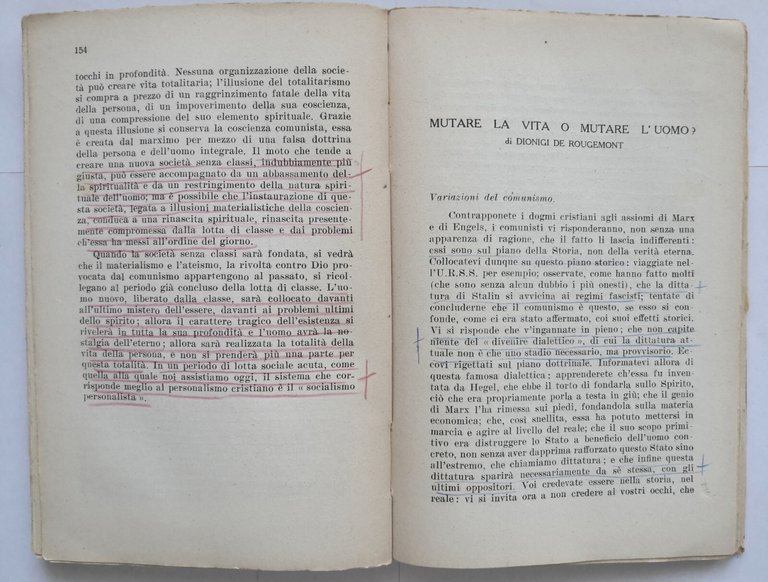 154
tocchi in profondità. Nessuna organizzazione della socie-
tà può creare vita totalitaria; l'illusione del totalitarismo
si compra a prezzo di un raggrinzimento fatale della vita
della persona, di un impoverimento della sua coscienza,
di una compressione del suo elemento spirituale. Grazie
a questa illusione si conserva la coscienza comunista, essa
è creata dal marximo per mezzo di una falsa dottrina
della persona e dell'uomo integrale. Il moto che tende a
creare una nuova società senza classi, indubbiamente più
giusta, può essere accompagnato da un abbassamento del-
la spiritualità e da un restringimento della natura spiri-
tuale dell'uomo; ma è possibile che l'instaurazione di que-
sta società, legata a illusioni materialistiche della coscien-
za, conduca a una rinascita spirituale, rinascita presente-
mente compromessa dalla lotta di classe e dai problemi
ch'essa ha messi all'ordine del giorno.
Quando la società senza classi sarà fondata, si vedrà
che il materialismo e l'ateismo, la rivolta contro Dio pro-
vocata dal comunismo appartengono al passato, si ricol-
legano al periodo già concluso della lotta di classe. L'uo-
mo nuovo, liberato dalla classe, sarà collocato davanti
all'ultimo mistero dell'essere, davanti ai problemi ultimi
dello spirito; allora il carattere tragico dell'esistenza si
rivelerà in tutta la sua profondità e l'uomo avrà la no-
stalgia dell'eterno; allora sarà realizzata la totalità della
vita della persona, e non si prenderà più una parte per
questa totalità. In un periodo di lotta sociale acuta, come
quella alla quale noi assistiamo oggi, il sistema che cor-
risponde meglio al personalismo cristiano è il « socialismo
personalista ».
MUTARE LA VITA O MUTARE L'UOMO?
di DIONIGI DE ROUGEMONT
Variazioni del comunismo.
Contrapponete i dogmi cristiani agli assiomi di Marx
e di Engels, i comunisti vi risponderanno, non senza una
apparenza di ragione, che il fatto li lascia indifferenti:
essi sono sul piano della Storia, non della verità eterna.
Collocatevi dunque su questo piano storico: viaggiate nel-
l'U.R.S.S. per esempio; osservate, come hanno fatto molti
(che sono senza alcun dubbio i più onesti), che la ditta-
tura di Stalin si avvicina ai regimi fascisti; tentate di
concluderne che il comunismo è questo, se esso si con-
fonde, come ci era stato affermato, coi suoi effetti storici.
Vi si risponde che v'ingannate in pieno; che non capite
niente del « divenire dialettico », di cui la dittatura at-
tuale non è che uno stadio necessario, ma provvisorio. Ec-
covi rigettati sul piano dottrinale. Informatevi allora di
questa famosa dialettica: apprenderete ch'essa fu inven-
tata da Hegel, che ebbe il torto di fondarla sullo Spirito,
ciò che era propriamente porla a testa in giù; che il genio
di Marx l'ha rimessa sui piedi, fondandola sulla materia
economica; che, così snellita, essa ha potuto mettersi in
marcia e agire al livello del reale; che il suo scopo primi-
tivo era distruggere lo Stato a beneficio dell'uomo con-
creto, non senza aver dapprima rafforzato questo Stato sino
all'estremo, che chiamiamo dittatura; e che infine questa
dittatura sparirà necessariamente da sè stessa, con gli
ultimi oppositori. Voi credevate essere nella storia, nel
reale: vi si invita ora a non credere ai vostri occhi, che